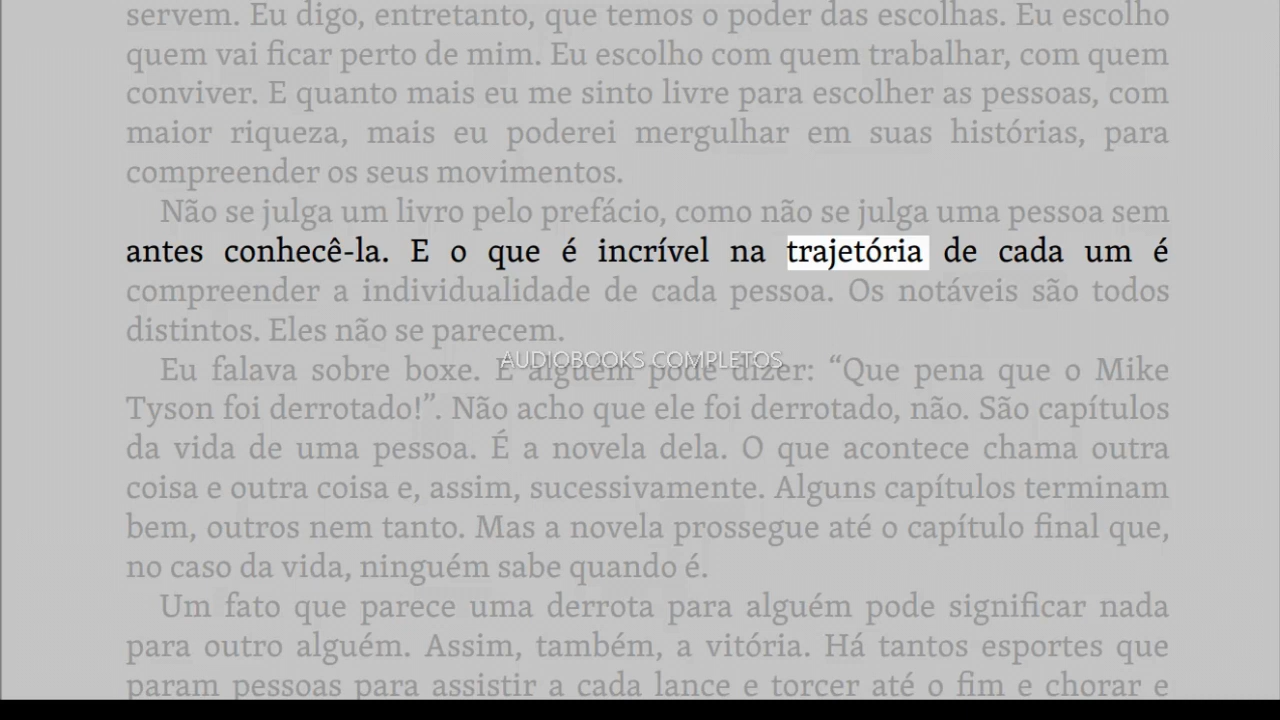 servem. Eu digo, entretanto, que temos o poder das escolhas. Eu escolho
quem vai ficar perto de mim. Eu escolho com quem trabalhar, com quem
conviver. E quanto mais eu me sinto livre para escolher as pessoas, com
maior riqueza, mais eu poderei mergulhar em suas histórias, para
compreender os seus movimentos.
Não se julga um livro pelo prefácio, como não se julga uma pessoa sem
antes conhecê-la. E o que é incrível na trajetória de cada um é
compreender a individualidade de cada pessoa. Os notáveis são todos
distintos. Eles não se parecem.
AUDIOBOOKS COMPLETOS
Eu falava sobre boxe. E alguém pode dizer: “Que pena que o Mike
Tyson foi derrotado!”. Não acho que ele foi derrotado, não. São capítulos
da vida de uma pessoa. É a novela dela. O que acontece chama outra
coisa e outra coisa e, assim, sucessivamente. Alguns capítulos terminam
bem, outros nem tanto. Mas a novela prossegue até o capítulo final que,
no caso da vida, ninguém sabe quando é.
Um fato que parece uma derrota para alguém pode significar nada
para outro alguém. Assim, também, a vitória. Há tantos esportes que
param pessoas para assistir a cada lance e torcer até o fim e chorar e